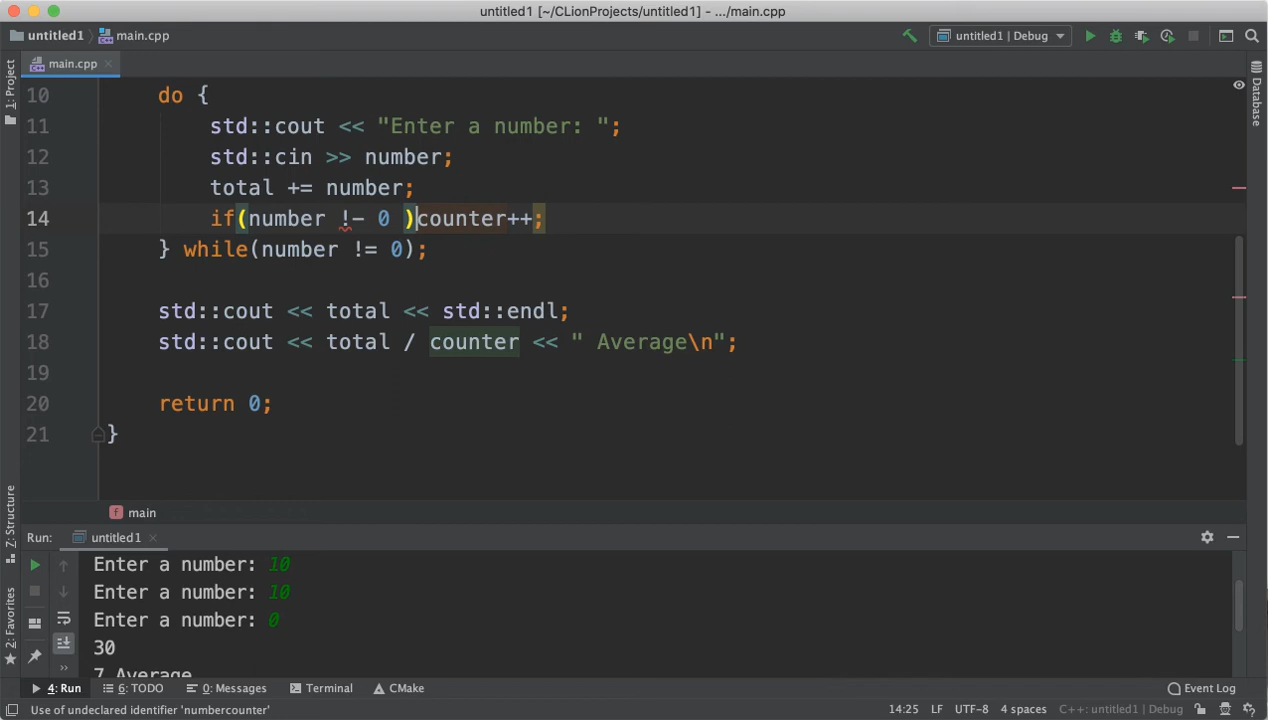 untitled1 [~/CLionProjects/untitled1] - .../main.cpp
untitled1 main.cpp untitled1 | Debug
main.cpp
1: Project
Database
10 do {
11 std::cout << "Enter a number: ";
12 std::cin >> number;
13 total += number;
14 if(number !- 0 )counter++;
15 } while(number != 0);
16
17 std::cout << total << std::endl;
18 std::cout << total / counter << " Average\n";
19
20 return 0;
21 }
Z: Structure
2: Favorites
f main
Run: untitled1
Enter a number: 10
Enter a number: 10
Enter a number: 0
30
7 Average
4: Run 6: TODO 0: Messages Terminal CMake Event Log
Use of undeclared identifier 'numbercounter' 14:25 LF UTF-8 4 spaces C++: untitled1 | Debug